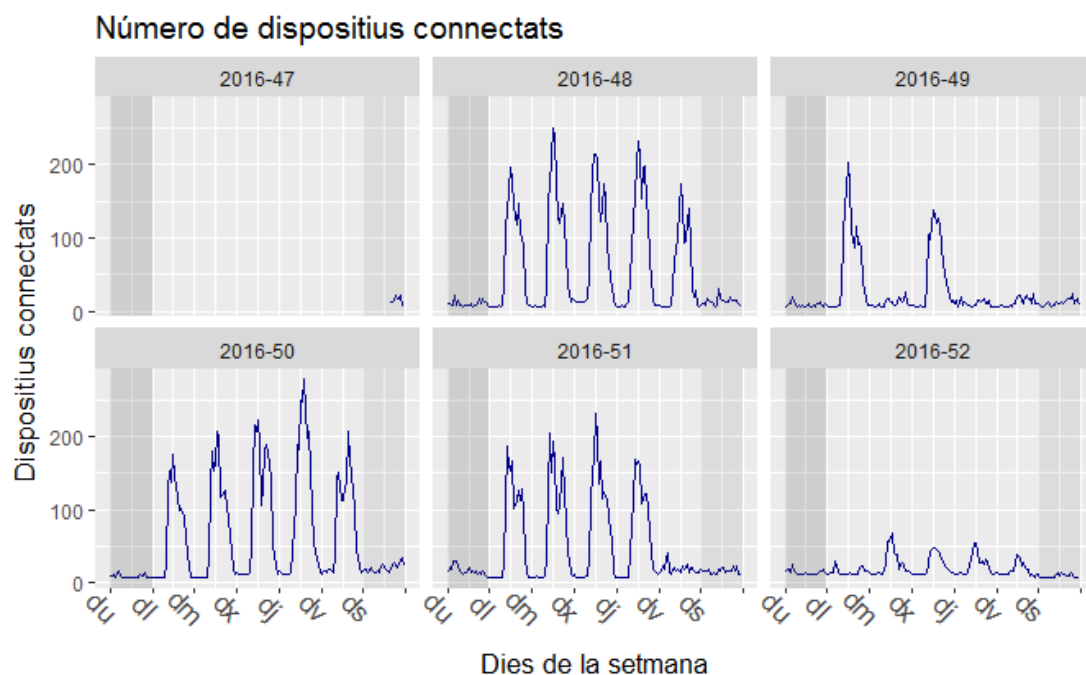 Número de dispositius connectats
2016-47
2016-48
2016-49
Dispositius connectats
200
100
0
2016-50
2016-51
2016-52
200
100
0
du
dl
dm
dx
dj
dv
ds
du
dl
dm
dx
dj
dv
ds
du
dl
dm
dx
dj
dv
ds
Dies de la setmana